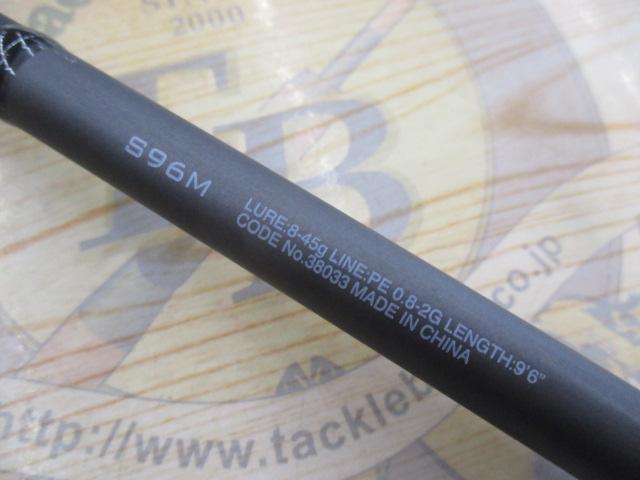 2000
TB
S96M
LURE:8-45g LINE:PE 0.8-2G LENGTH:9'6"
CODE No.38033 MADE IN CHINA
http://www.tackleb
.co.jp